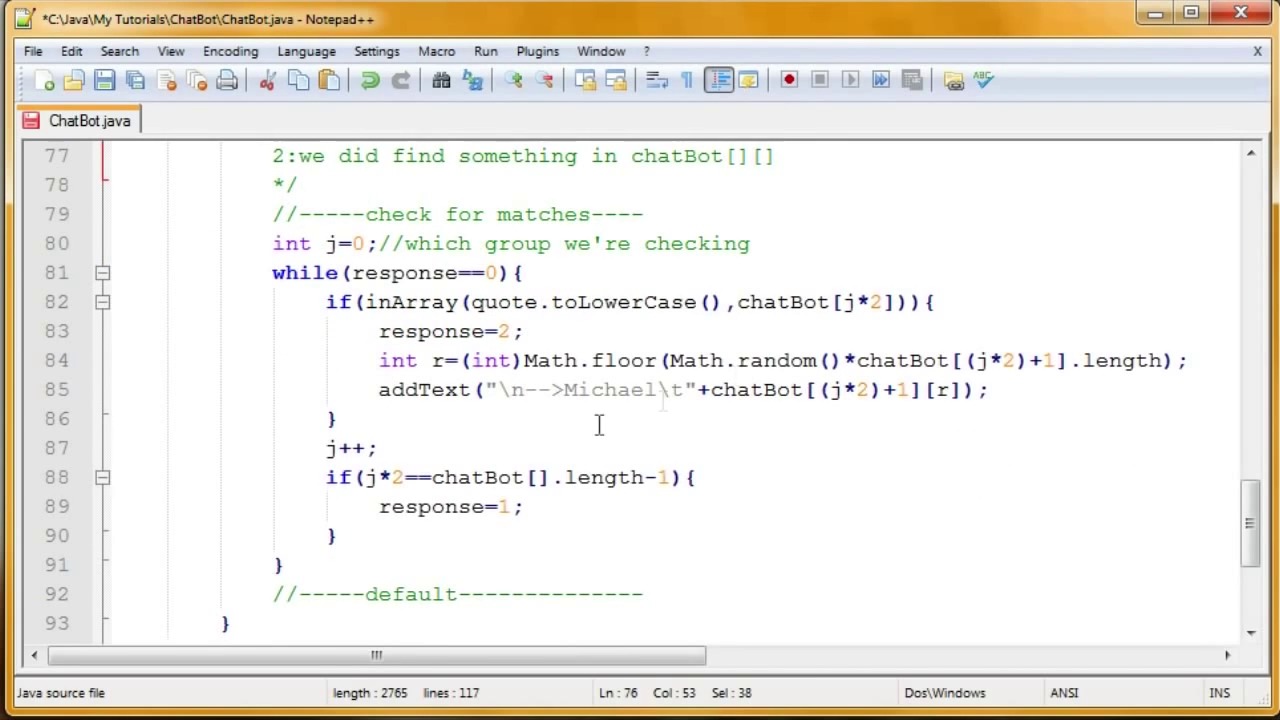 *C:\Java\My Tutorials\ChatBot\ChatBot.java - Notepad++
File Edit Search View Encoding Language Settings Macro Run Plugins Window ? X
ChatBot.java
77 2:we did find something in chatBot[][]
78 */
79 //-----check for matches----
80 int j=0;//which group we're checking
81 while(response==0){
82 if(inArray(quote.toLowerCase(),chatBot[j*2])){
83 response=2;
84 int r=(int)Math.floor(Math.random()*chatBot[(j*2)+1].length);
85 addText("\n-->Michael\t"+chatBot[(j*2)+1][r]);
86 }
87 j++;
88 if(j*2==chatBot[].length-1){
89 response=1;
90 }
91 }
92 //-----default--------------
93 }
Java source file length : 2765 lines : 117 Ln : 76 Col : 53 Sel : 38 Dos\Windows ANSI INS